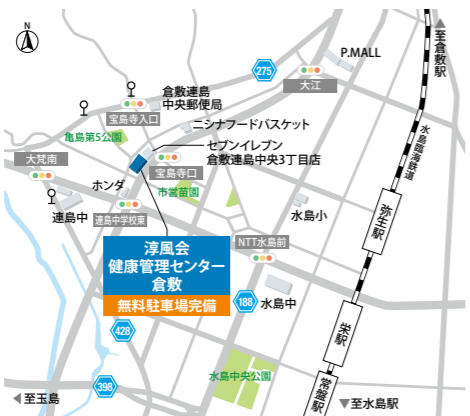 N
至倉敷駅
P.MALL
275
大江
倉敷連島
中央郵便局
宝島寺入口
水島臨海鉄道
ニシナフードバスケット
亀島第5公園
セブンイレブン
倉敷連島中央3丁目店
大梵南
宝島寺口
ホンダ
市営苗園
連島中
連島中学校東
水島小
弥生駅
NTT水島前
淳風会
健康管理センター
倉敷
無料駐車場完備
188
水島中
栄駅
428
水島中央公園
398
常盤駅
至玉島
至水島駅